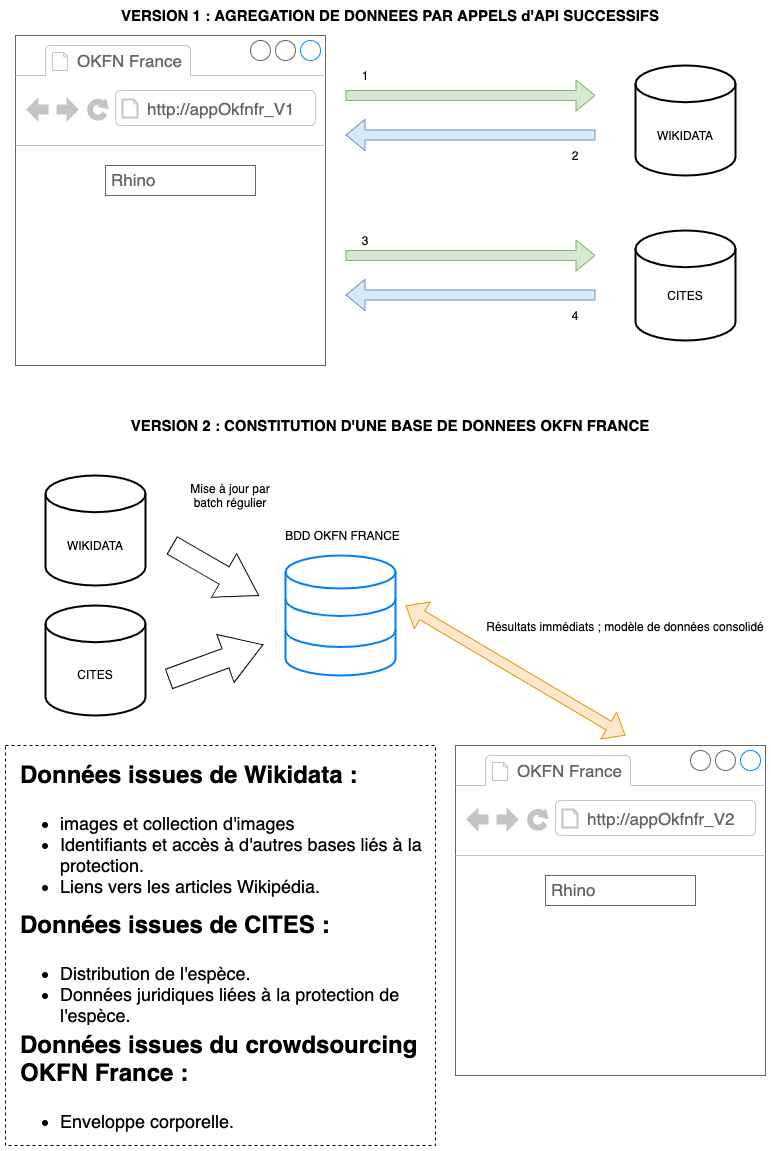 VERSION 1 : AGREGATION DE DONNEES PAR APPELS d'API SUCCESSIFS
OKFN France
http://appOkfnfr_V1
Rhino
1
2
WIKIDATA
3
4
CITES
VERSION 2 : CONSTITUTION D'UNE BASE DE DONNEES OKFN FRANCE
WIKIDATA
Mise à jour par
batch régulier
CITES
BDD OKFN FRANCE
Résultats immédiats ; modèle de données consolidé
Données issues de Wikidata :
• images et collection d'images
• Identifiants et accès à d'autres bases liés à la
protection.
• Liens vers les articles Wikipédia.
Données issues de CITES :
• Distribution de l'espèce.
• Données juridiques liées à la protection de
l'espèce.
Données issues du crowdsourcing
OKFN France :
• Enveloppe corporelle.
OKFN France
http://appOkfnfr_V2
Rhino